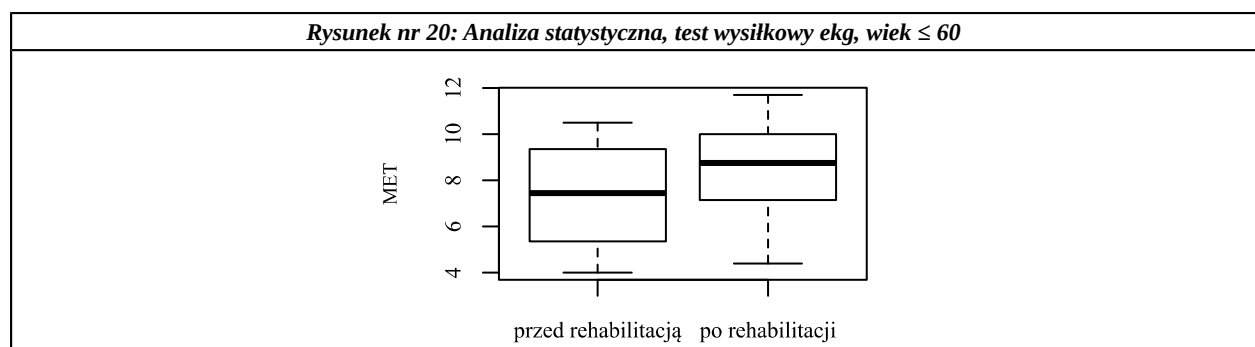 Rysunek nr 20: Analiza statystyczna, test wysiłkowy ekg, wiek ≤ 60
12
10
8
6
4
MET
przed rehabilitacją po rehabilitacji